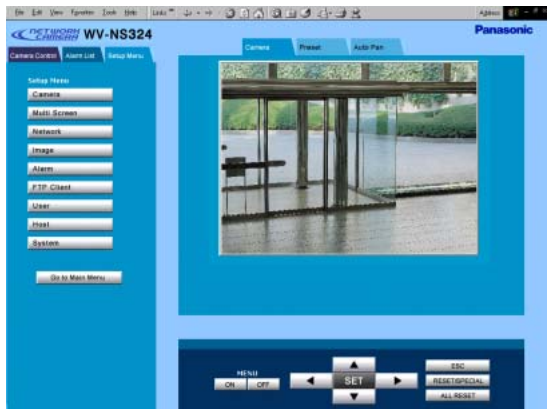 File Edit View Favorites Tools Help Links Address
NETWORK CAMERA WV-NS324
Panasonic
Camera Control Alarm List Setup Menu
Camera Preset Auto Pan
Setup Menu
Camera
Multi Screen
Network
Image
Alarm
FTP Client
User
Host
System
Go to Main Menu
MENU
ON OFF
SET
ESC
RESET/SPECIAL
ALL RESET